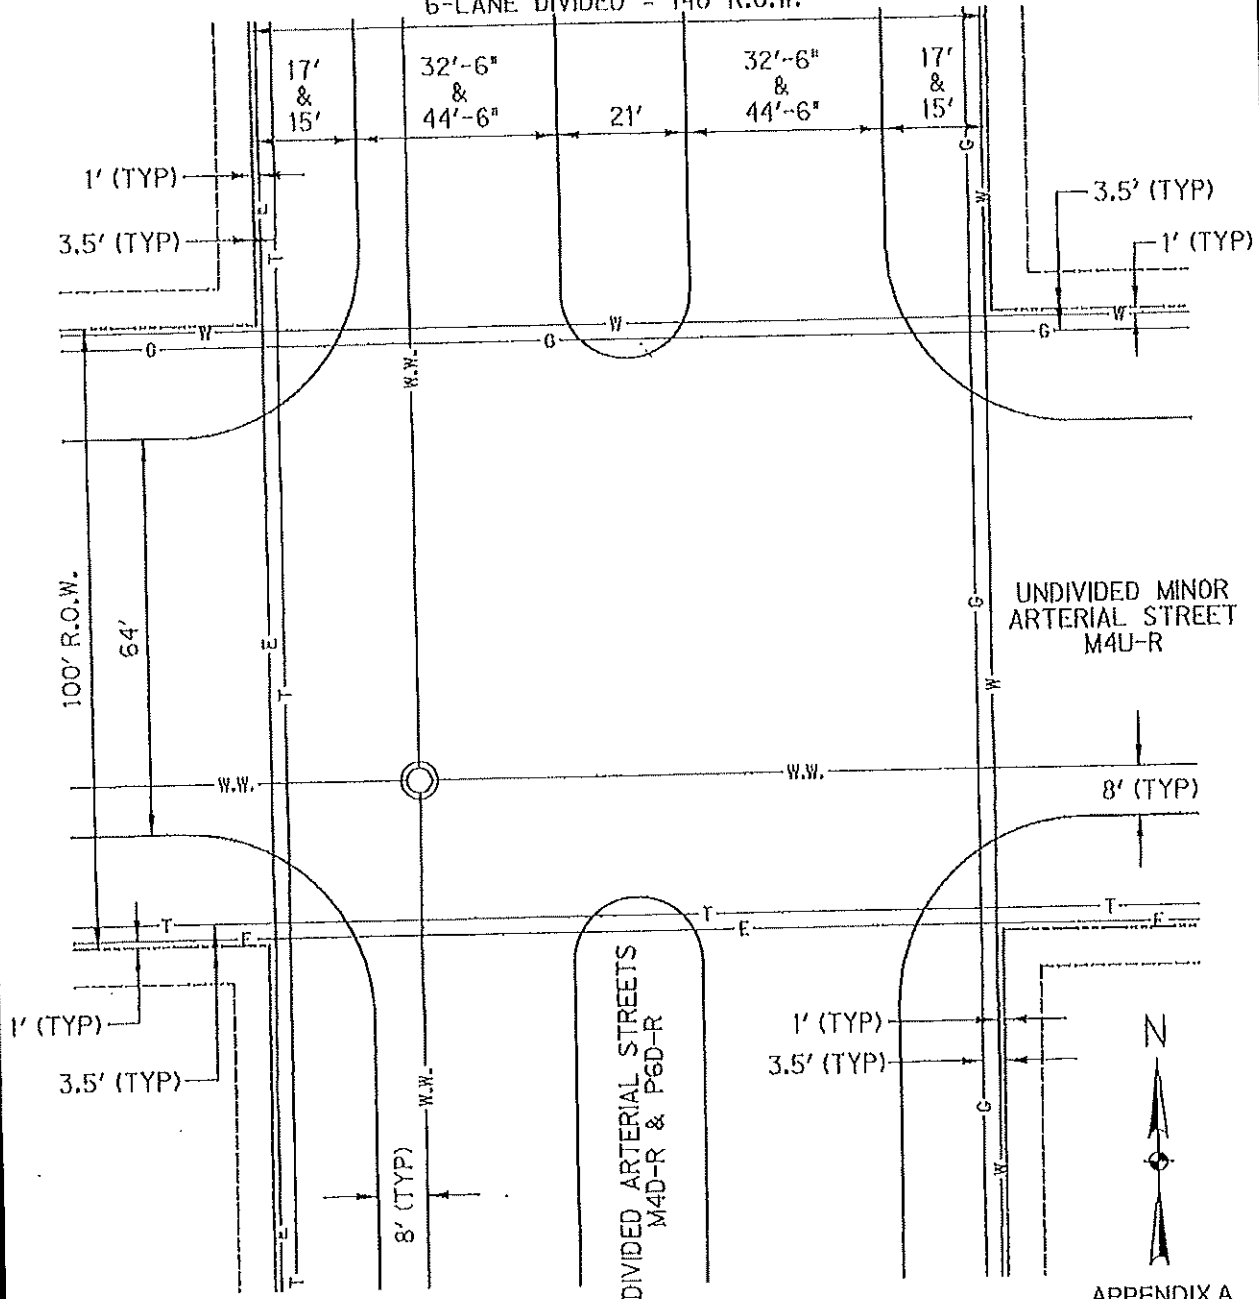 6-LANE DIVIDED - 140' R.O.W.
17'
&
15'
32'-6"
&
44'-6"
21'
32'-6"
&
44'-6"
17'
&
15'
1' (TYP)
3.5' (TYP)
3.5' (TYP)
1' (TYP)
E
T
G
W
W
G
W.W.
W
G
G
W
100' R.O.W.
64'
E
T
G
W
UNDIVIDED MINOR
ARTERIAL STREET
M4U-R
W.W.
W.W.
8' (TYP)
T
E
T
E
T
E
1' (TYP)
3.5' (TYP)
W.W.
8' (TYP)
DIVIDED ARTERIAL STREETS
M4D-R & P6D-R
1' (TYP)
3.5' (TYP)
G
W
N
E
T
APPENDIX A